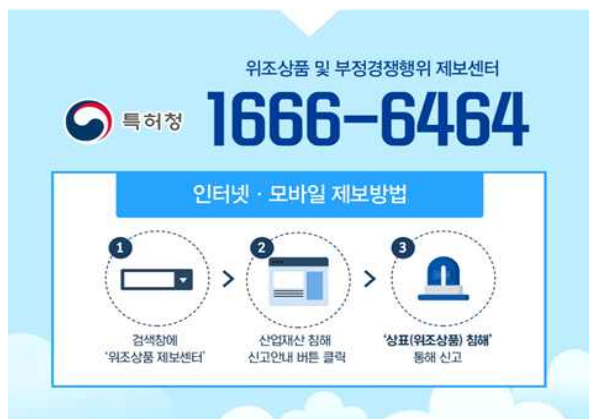 위조상품 및 부정경쟁행위 제보센터
특허청
1666-6464
인터넷 · 모바일 제보방법
1
2
3
검색창에
'위조상품 제보센터'
산업재산 침해
신고안내 버튼 클릭
'상표(위조상품) 침해'
통해 신고